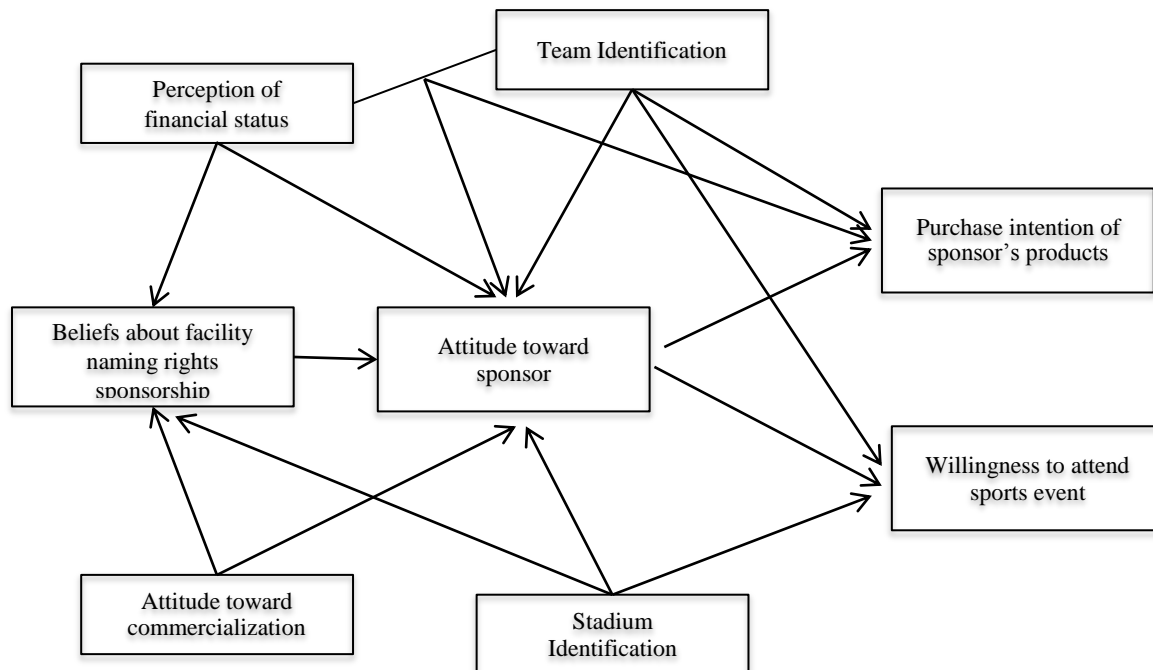 Team Identification
Perception of
financial status
Purchase intention of
sponsor's products
Beliefs about facility
naming rights
sponsorship
Attitude toward
sponsor
Willingness to attend
sports event
Attitude toward
commercialization
Stadium
Identification